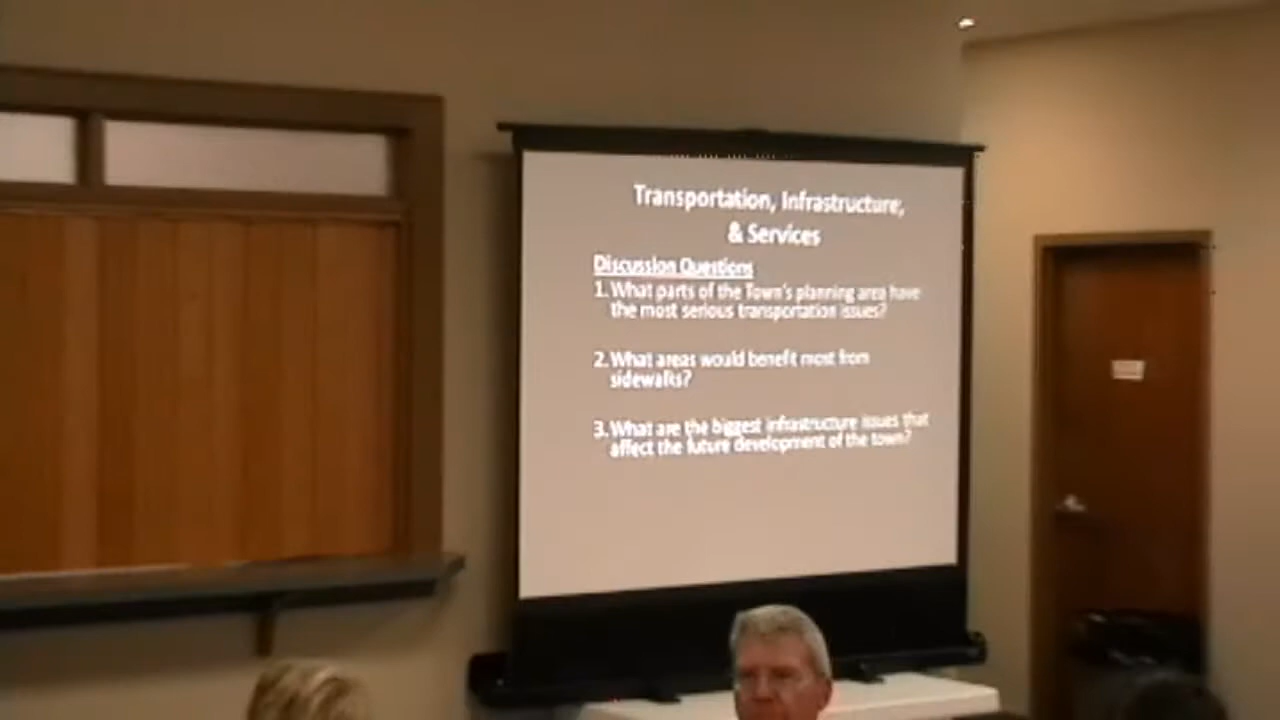 Transportation, Infrastructure,
& Services
Discussion Questions
1. What parts of the Town's planning area have
the most serious transportation issues?
2. What areas would benefit most from
sidewalks?
3. What are the biggest infrastructure issues that
affect the future development of the town?